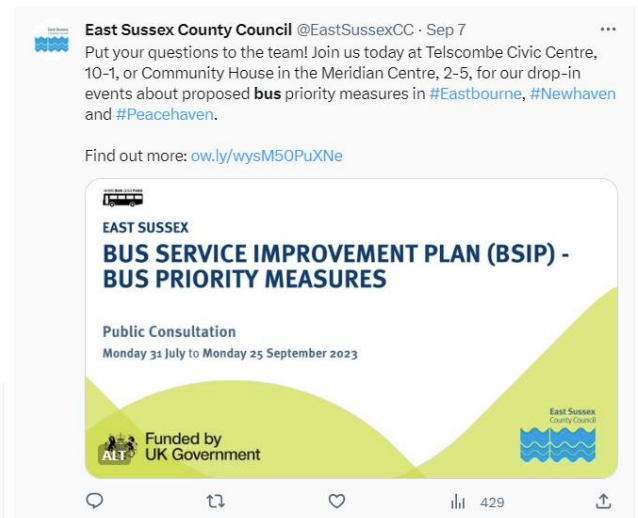 East Sussex County Council @EastSussexCC · Sep 7
Put your questions to the team! Join us today at Telscombe Civic Centre,
10-1, or Community House in the Meridian Centre, 2-5, for our drop-in
events about proposed bus priority measures in #Eastbourne, #Newhaven
and #Peacehaven.
Find out more: ow.ly/wysM50PuXNe
EAST SUSSEX
BUS SERVICE IMPROVEMENT PLAN (BSIP) -
BUS PRIORITY MEASURES
Public Consultation
Monday 31 July to Monday 25 September 2023
East Sussex
County Council
ALT
Funded by
UK Government
429